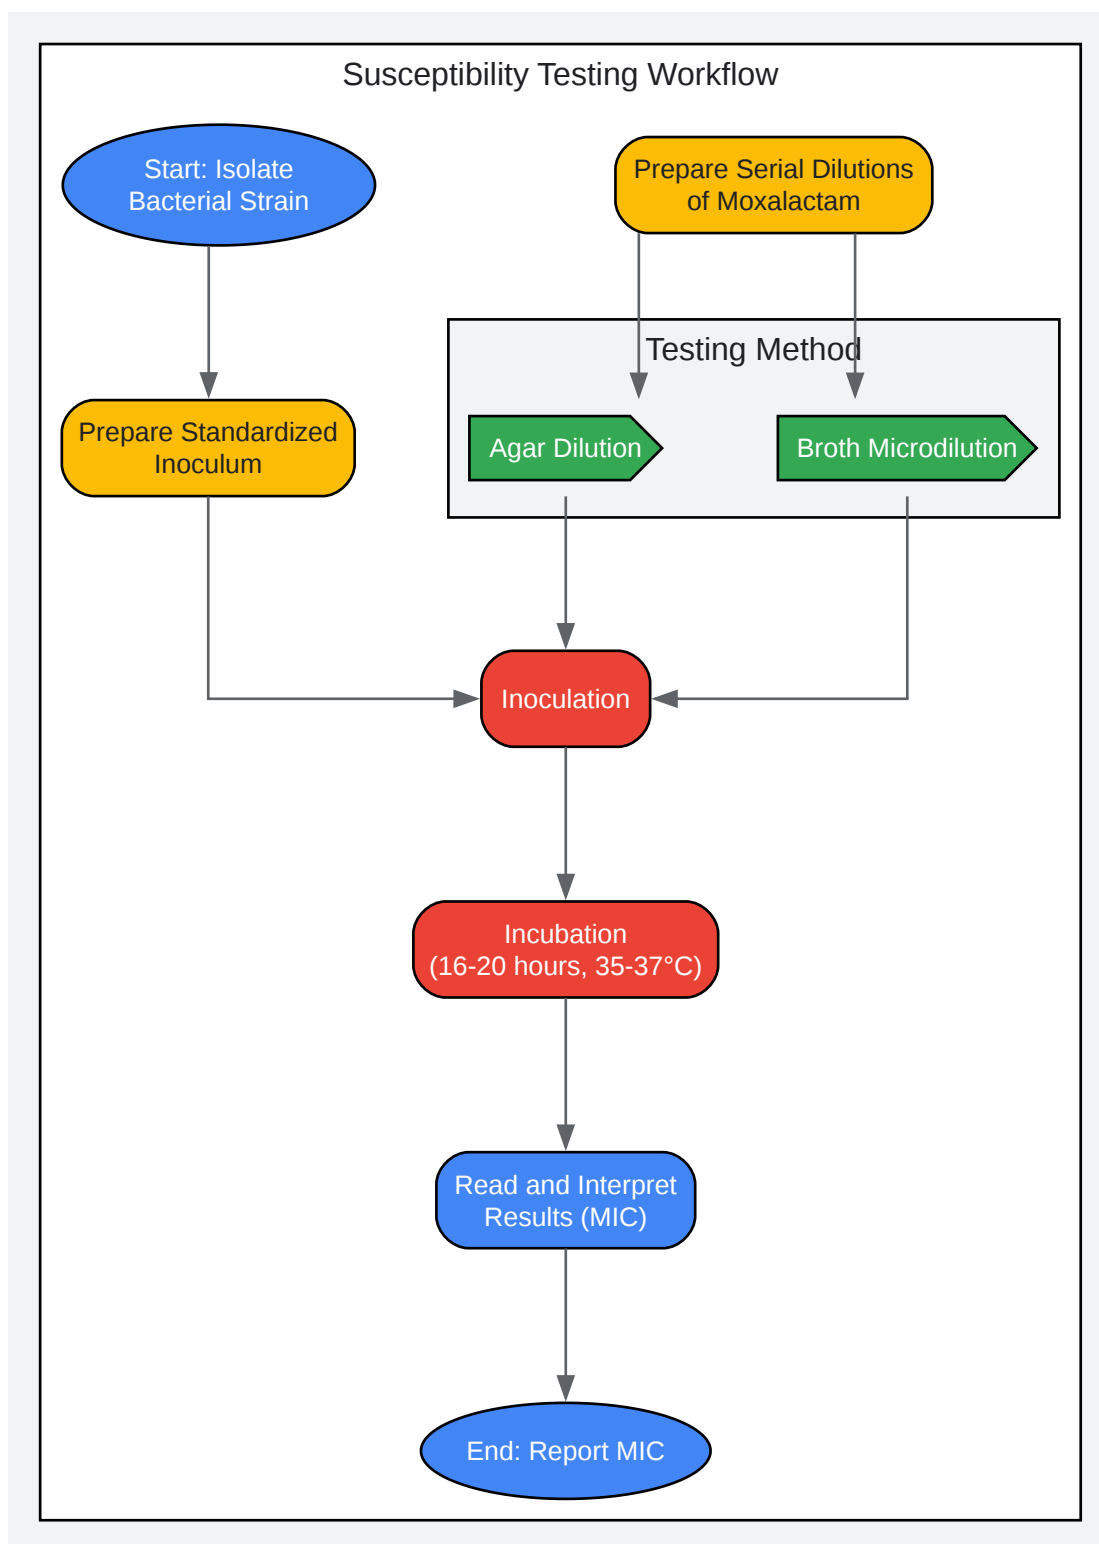 Susceptibility Testing Workflow
Start: Isolate
Bacterial Strain
Prepare Serial Dilutions
of Moxalactam
Testing Method
Prepare Standardized
Inoculum
Agar Dilution
Broth Microdilution
Inoculation
Incubation
(16-20 hours, 35-37°C)
Read and Interpret
Results (MIC)
End: Report MIC